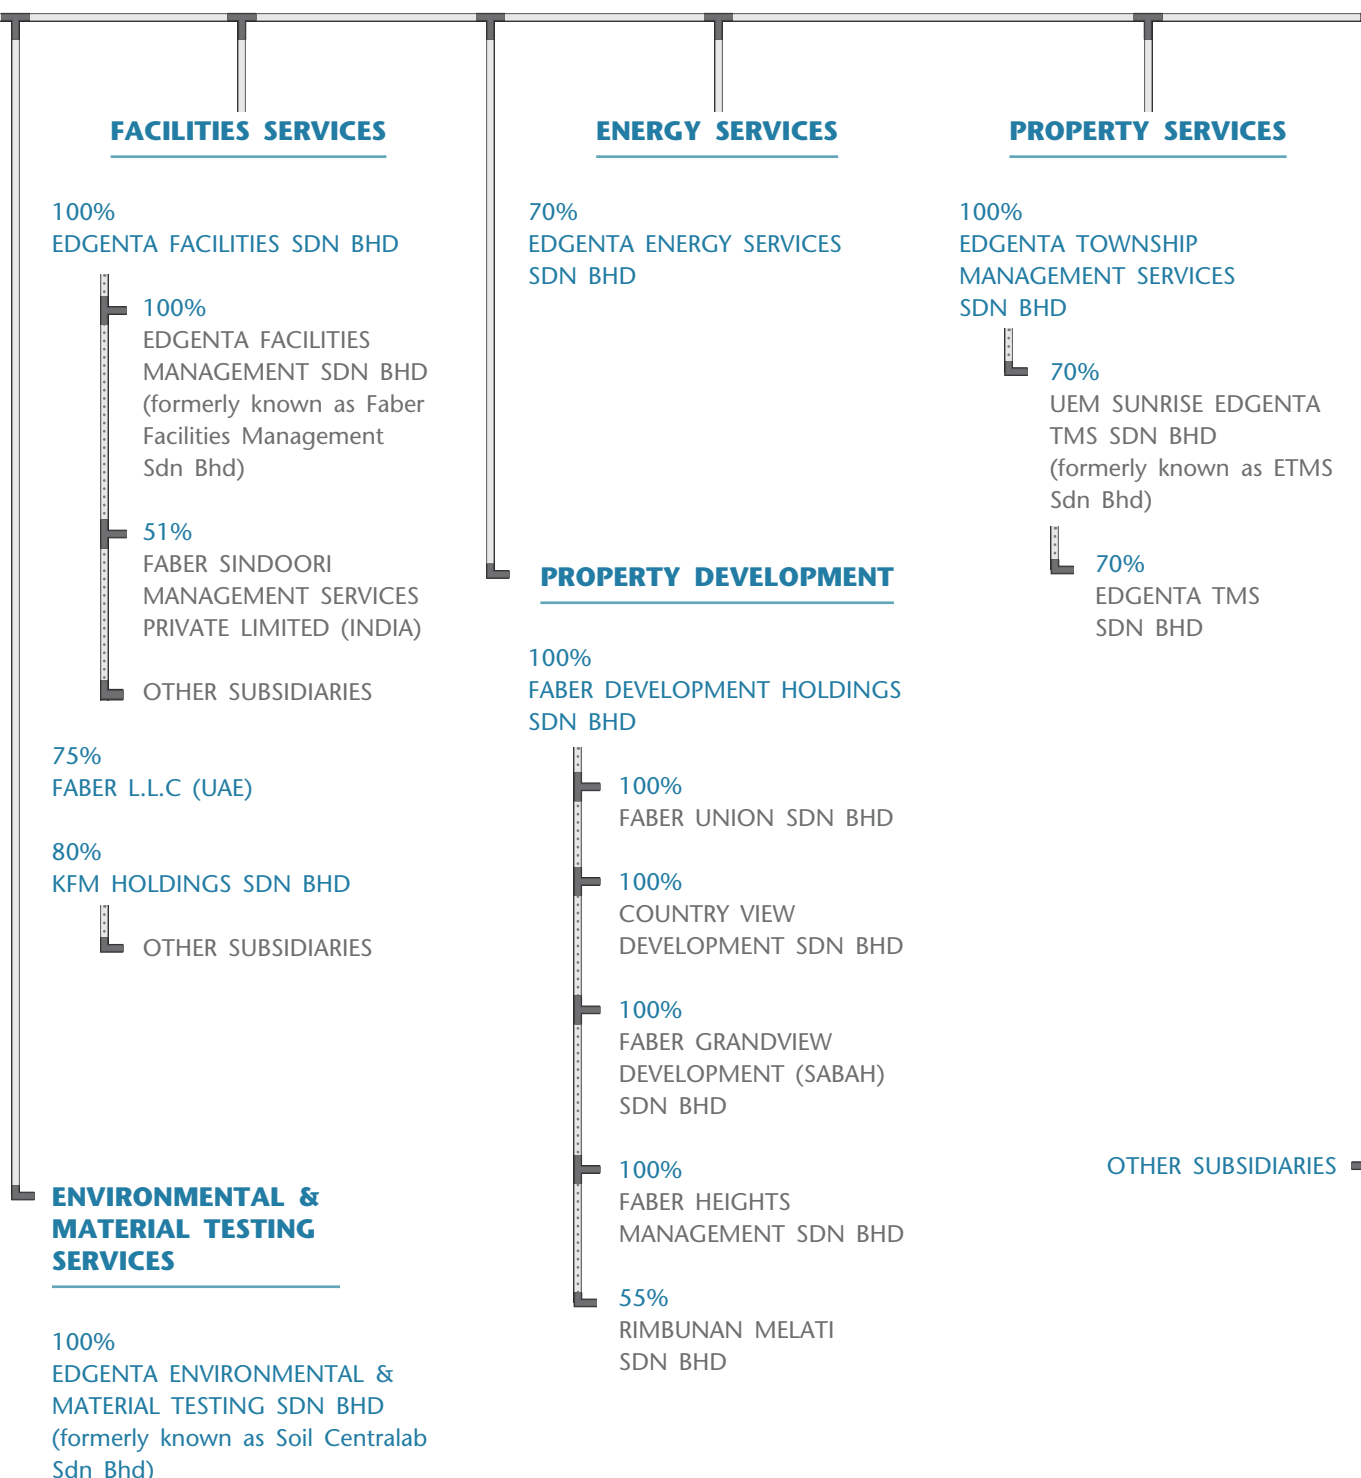 FACILITIES SERVICES
100%
EDGENTA FACILITIES SDN BHD
100%
EDGENTA FACILITIES
MANAGEMENT SDN BHD
(formerly known as Faber
Facilities Management
Sdn Bhd)
51%
FABER SINDOORI
MANAGEMENT SERVICES
PRIVATE LIMITED (INDIA)
OTHER SUBSIDIARIES
75%
FABER L.L.C (UAE)
80%
KFM HOLDINGS SDN BHD
OTHER SUBSIDIARIES
ENVIRONMENTAL &
MATERIAL TESTING
SERVICES
100%
EDGENTA ENVIRONMENTAL &
MATERIAL TESTING SDN BHD
(formerly known as Soil Centralab
Sdn Bhd)
ENERGY SERVICES
70%
EDGENTA ENERGY SERVICES
SDN BHD
PROPERTY DEVELOPMENT
100%
FABER DEVELOPMENT HOLDINGS
SDN BHD
100%
FABER UNION SDN BHD
100%
COUNTRY VIEW
DEVELOPMENT SDN BHD
100%
FABER GRANDVIEW
DEVELOPMENT (SABAH)
SDN BHD
100%
FABER HEIGHTS
MANAGEMENT SDN BHD
55%
RIMBUNAN MELATI
SDN BHD
PROPERTY SERVICES
100%
EDGENTA TOWNSHIP
MANAGEMENT SERVICES
SDN BHD
70%
UEM SUNRISE EDGENTA
TMS SDN BHD
(formerly known as ETMS
Sdn Bhd)
70%
EDGENTA TMS
SDN BHD
OTHER SUBSIDIARIES